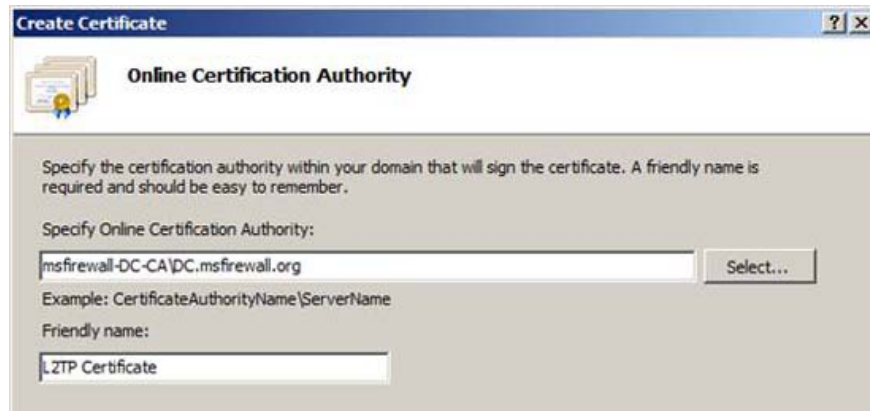 Create Certificate
Online Certification Authority
Specify the certification authority within your domain that will sign the certificate. A friendly name is
required and should be easy to remember.
Specify Online Certification Authority:
msfirewall-DC-CA\DC.msfirewall.org
Select...
Example: CertificateAuthorityName\ServerName
Friendly name:
L2TP Certificate